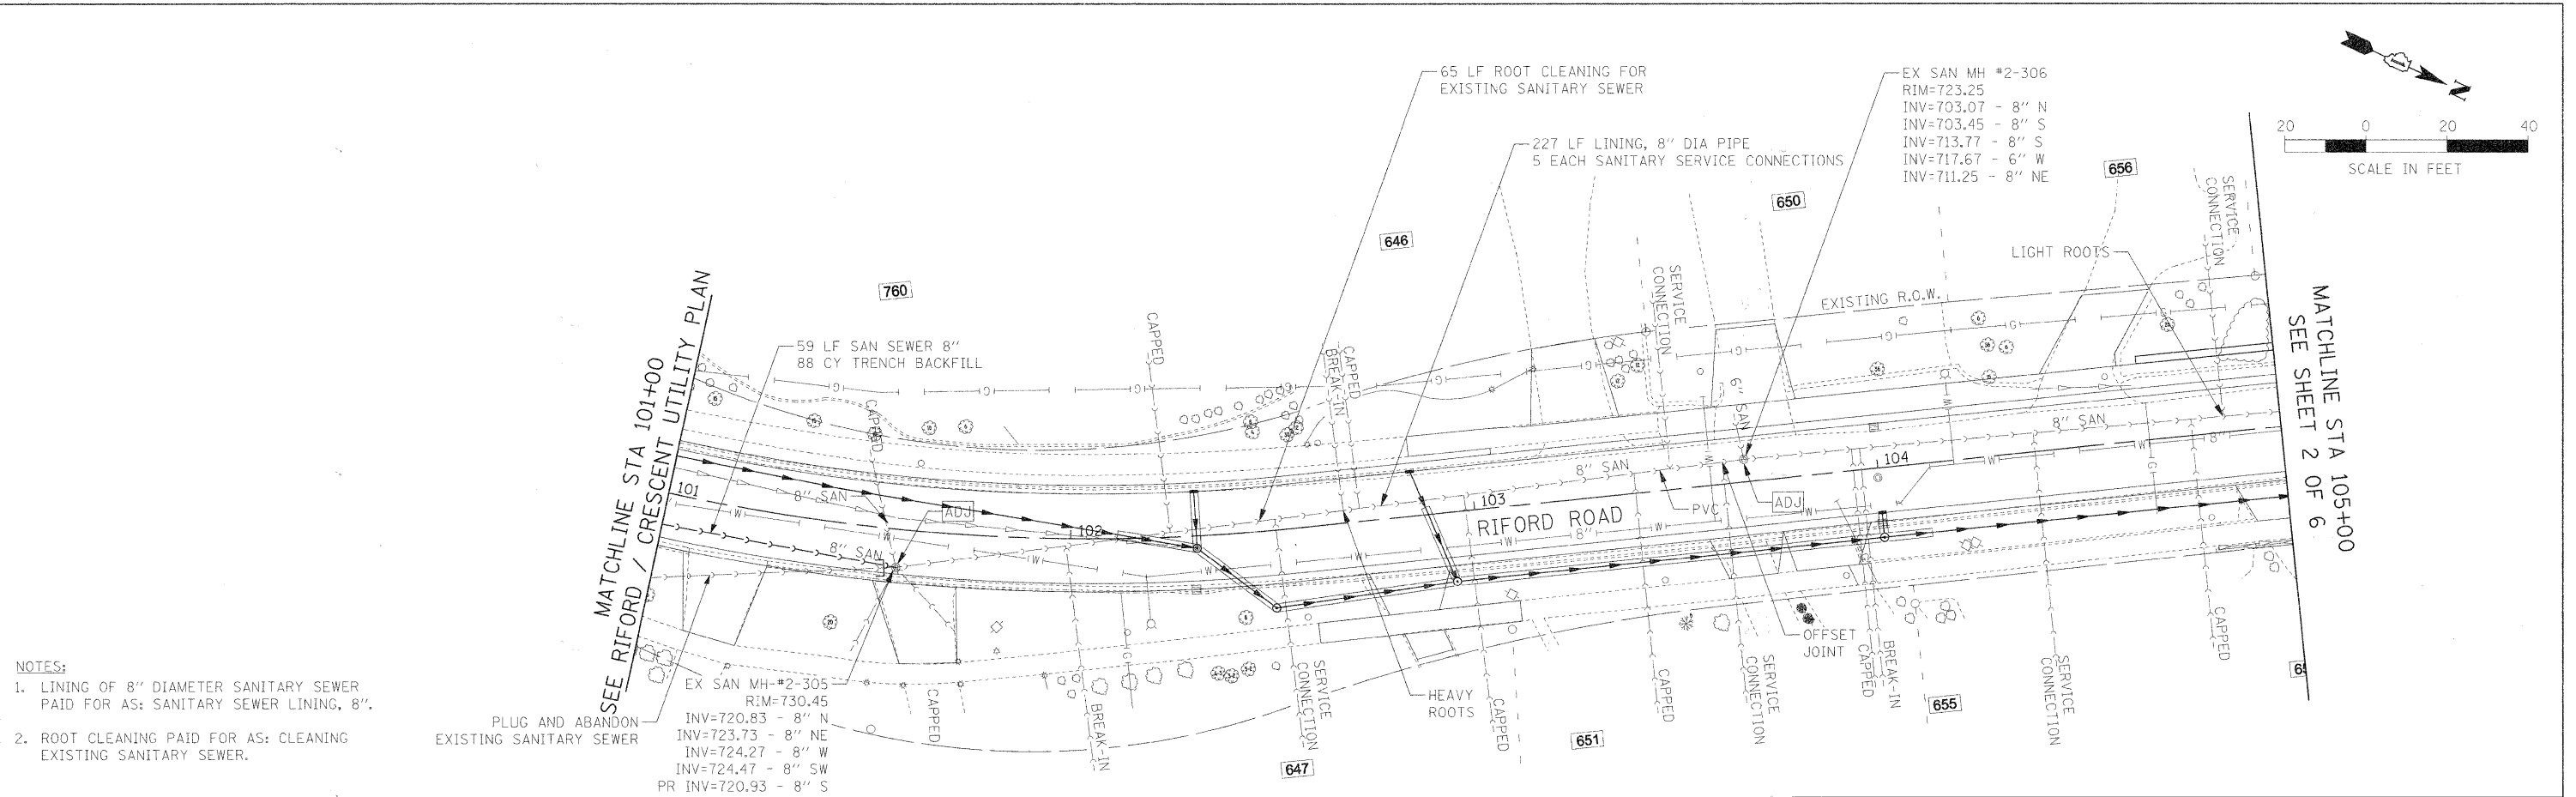 65 LF ROOT CLEANING FOR
EXISTING SANITARY SEWER
227 LF LINING, 8" DIA PIPE
5 EACH SANITARY SERVICE CONNECTIONS
EX SAN MH #2-306
RIM=723.25
INV=703.07 - 8" N
INV=703.45 - 8" S
INV=713.77 - 8" S
INV=717.67 - 6" W
INV=711.25 - 8" NE
N
20 0 20 40
SCALE IN FEET
656
650
646
760
SERVICE
CONNECTION
LIGHT ROOTS
EXISTING R.O.W.
SERVICE
CONNECTION
MATCHLINE STA 101+00
SEE RIFORD / CRESCENT UTILITY PLAN
59 LF SAN SEWER 8"
88 CY TRENCH BACKFILL
CAPPED
CAPPED
BREAK-IN
CAPPED
6" SAN
8" SAN
8" SAN
8" SAN
8" SAN
8"
8"
101
102
103
104
ADJ
ADJ
PVC
RIFORD ROAD
MATCHLINE STA 105+00
SEE SHEET 2 OF 6
OFFSET
JOINT
HEAVY
ROOTS
CAPPED
BREAK-IN
SERVICE
CONNECTION
CAPPED
CAPPED
SERVICE
CONNECTION
CAPPED
BREAK-IN
SERVICE
CONNECTION
CAPPED
655
651
647
EX SAN MH-#2-305
RIM=730.45
INV=720.83 - 8" N
INV=723.73 - 8" NE
INV=724.27 - 8" W
INV=724.47 - 8" SW
PR INV=720.93 - 8" S
PLUG AND ABANDON
EXISTING SANITARY SEWER
NOTES:
1. LINING OF 8" DIAMETER SANITARY SEWER
PAID FOR AS: SANITARY SEWER LINING, 8".
2. ROOT CLEANING PAID FOR AS: CLEANING
EXISTING SANITARY SEWER.